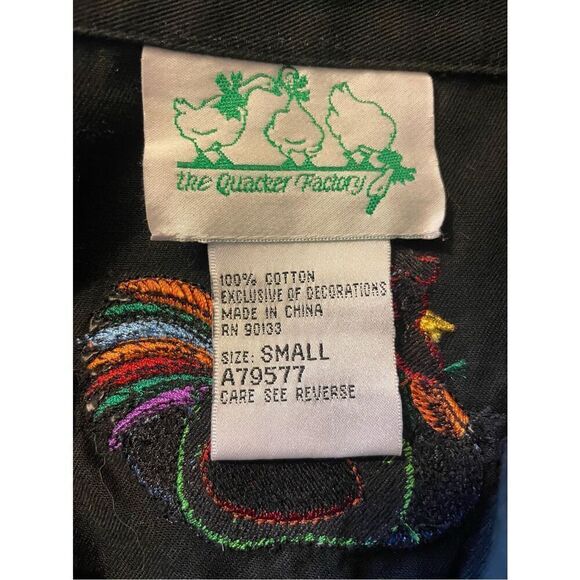 the Quacker Factory
100% COTTON
EXCLUSIVE OF DECORATIONS
MADE IN CHINA
RN 90133
SIZE: SMALL
A79577
CARE SEE REVERSE